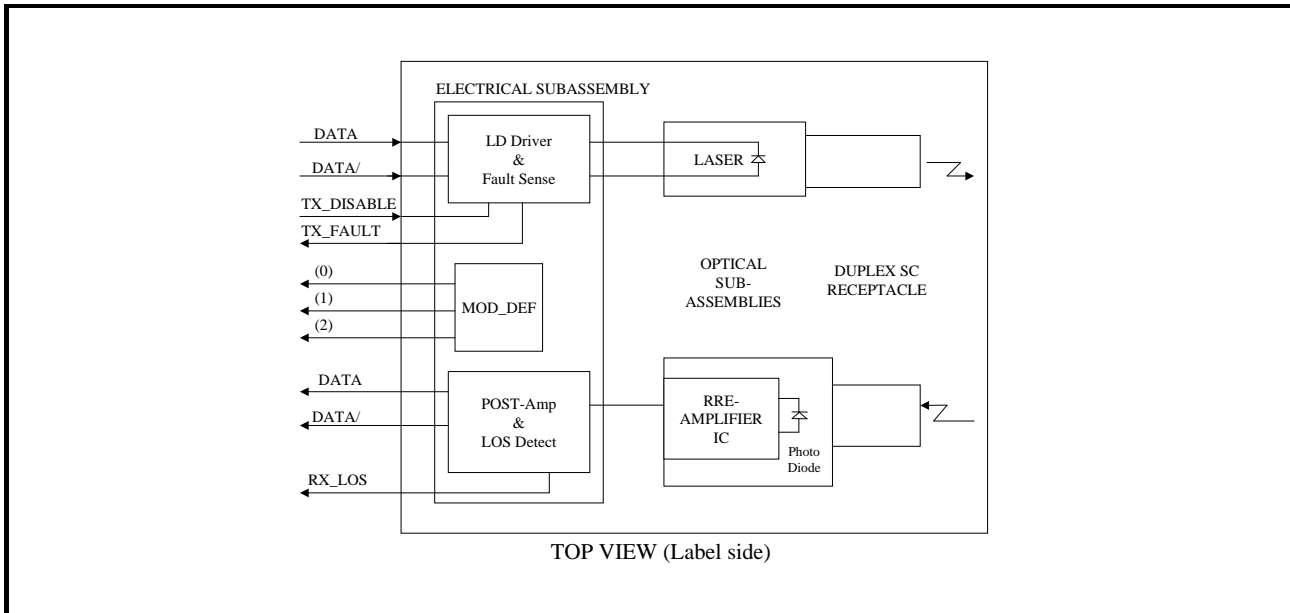 ELECTRICAL SUBASSEMBLY
DATA
DATA/
TX_DISABLE
TX_FAULT
LD Driver
&
Fault Sense
LASER
(0)
(1)
(2)
MOD_DEF
OPTICAL
SUB-
ASSEMBLIES
DUPLEX SC
RECEPTACLE
DATA
DATA/
RX_LOS
POST-Amp
&
LOS Detect
RRE-
AMPLIFIER
IC
Photo
Diode
TOP VIEW (Label side)